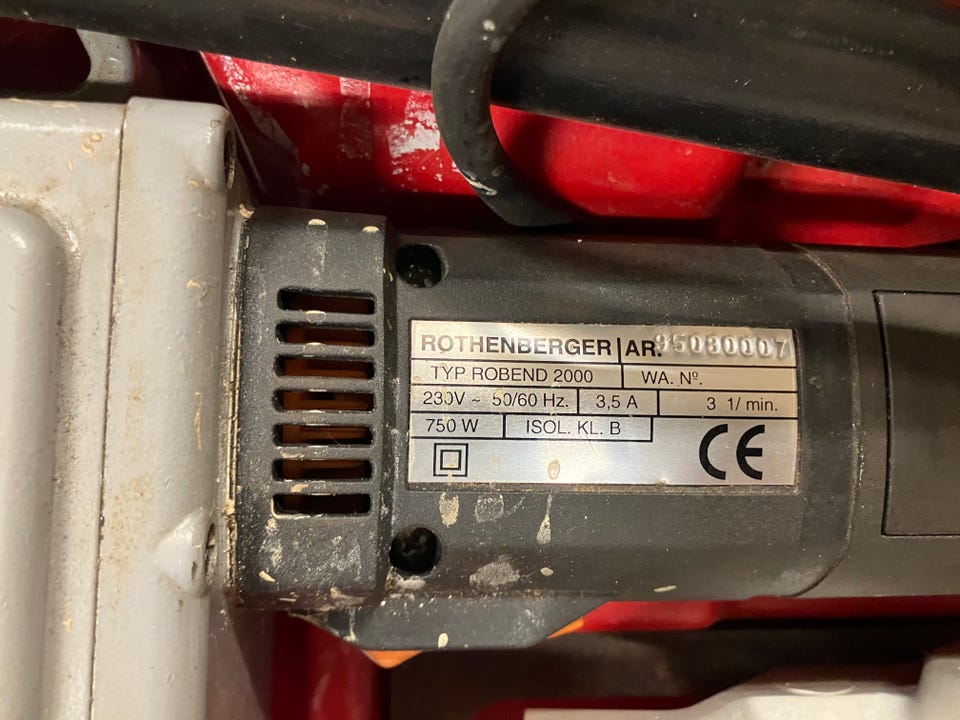 ROTHENBERGER AR. 95030007
TYP ROBEND 2000 WA. Nº.
230V ~ 50/60 Hz. 3,5 A 3 1/ min.
750 W ISOL. KL. B
CE